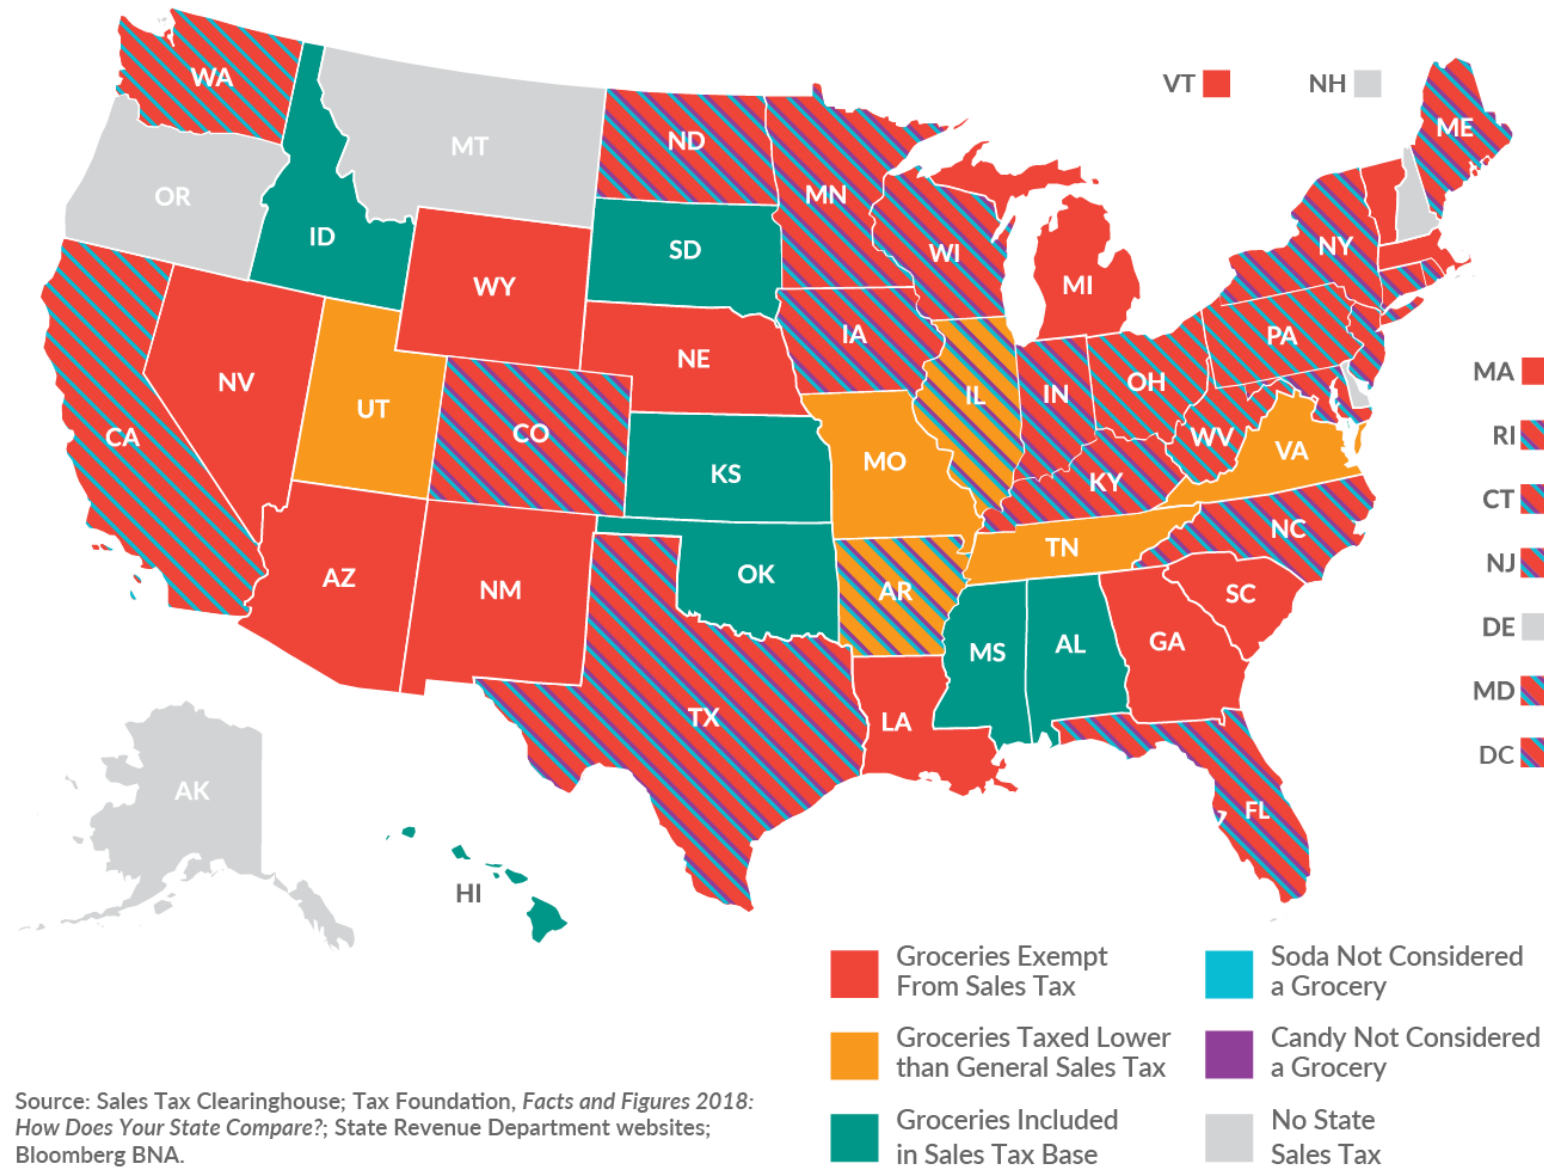 WA
MT
ND
MN
VT
NH
ME
OR
ID
SD
WI
NY
WY
MI
IA
PA
NE
NV
UT
CO
IL
IN
OH
MA
CA
KS
MO
WV
VA
RI
KY
CT
NC
AZ
NM
OK
AR
TN
NJ
SC
MS
AL
GA
DE
TX
LA
MD
DC
AK
FL
HI
Groceries Exempt
From Sales Tax
Soda Not Considered
a Grocery
Groceries Taxed Lower
than General Sales Tax
Candy Not Considered
a Grocery
Groceries Included
in Sales Tax Base
No State
Sales Tax
Source: Sales Tax Clearinghouse; Tax Foundation, Facts and Figures 2018:
How Does Your State Compare?; State Revenue Department websites;
Bloomberg BNA.